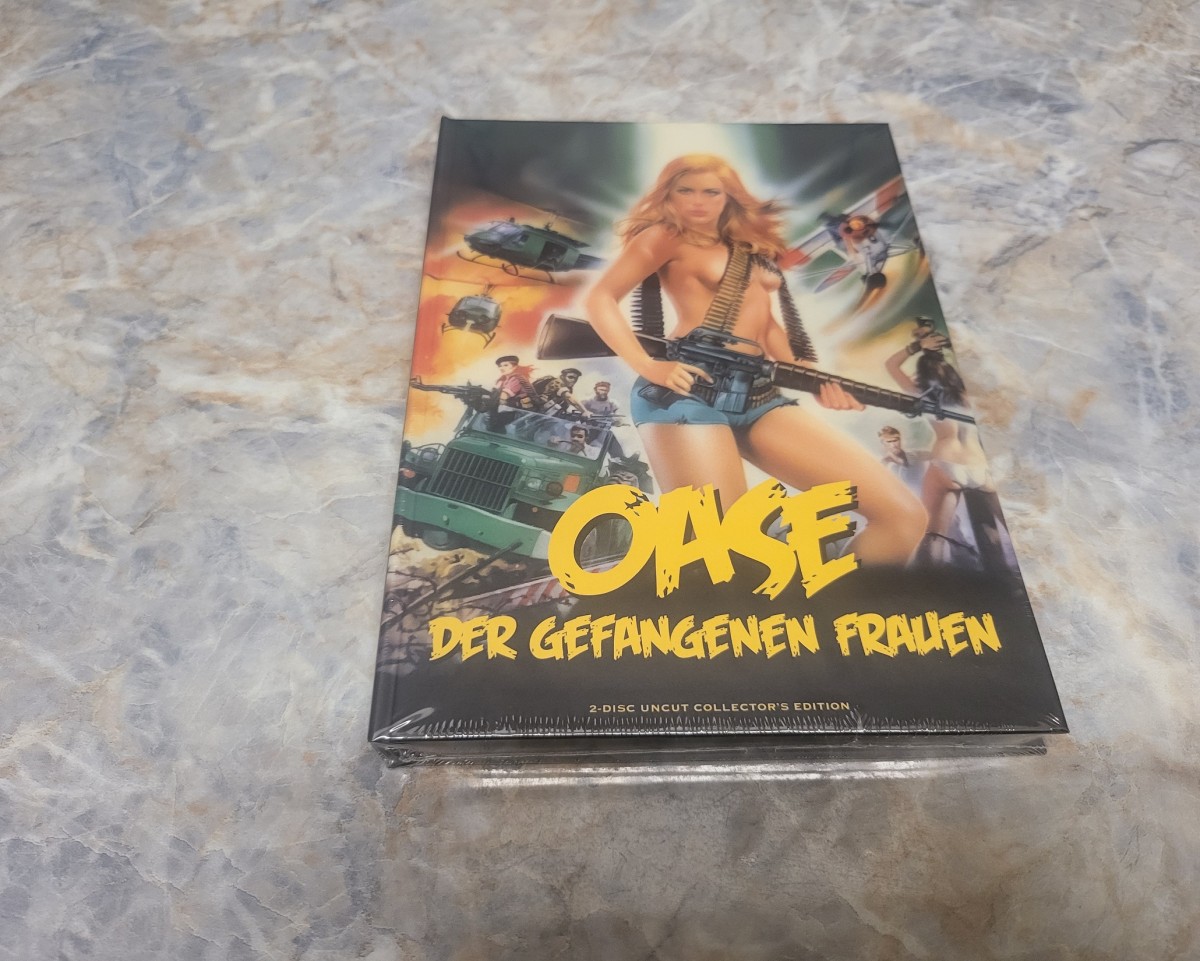 OASE
DER GEFANGENEN FRAUEN
2-DISC UNCUT COLLECTOR'S EDITION